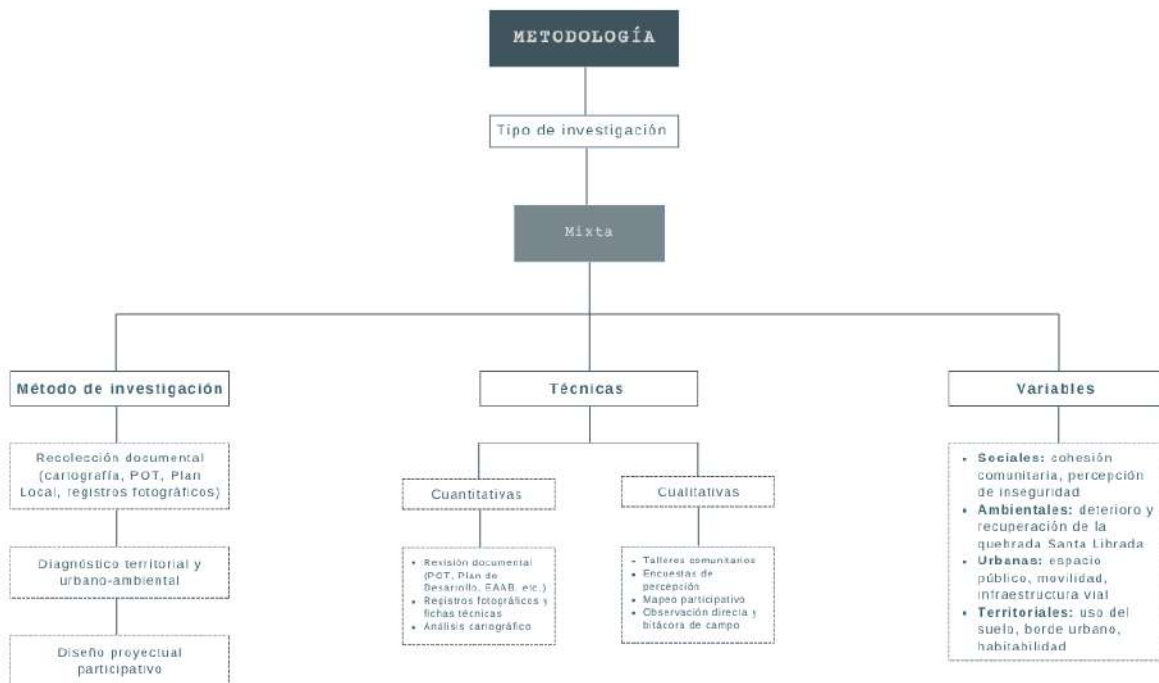 METODOLOGÍA
Tipo de investigación
Mixta
Método de investigación
Recolección documental
(cartografía, POT, Plan
Local, registros fotográficos)
Diagnóstico territorial y
urbano-ambiental
Diseño proyectual
participativo
Técnicas
Cuantitativas
• Revisión documental
(POT, Plan de
Desarrollo, EAAB, etc.)
• Registros fotográficos y
fichas técnicas
• Análisis cartográfico
Cualitativas
• Talleres comunitarios
• Encuestas de
percepción
• Mapeo participativo
• Observación directa y
bitácora de campo
Variables
• Sociales: cohesión
comunitaria, percepción
de inseguridad
• Ambientales: deterioro y
recuperación de la
quebrada Santa Librada
• Urbanas: espacio
público, movilidad,
infraestructura vial
• Territoriales: uso del
suelo, borde urbano,
habitabilidad